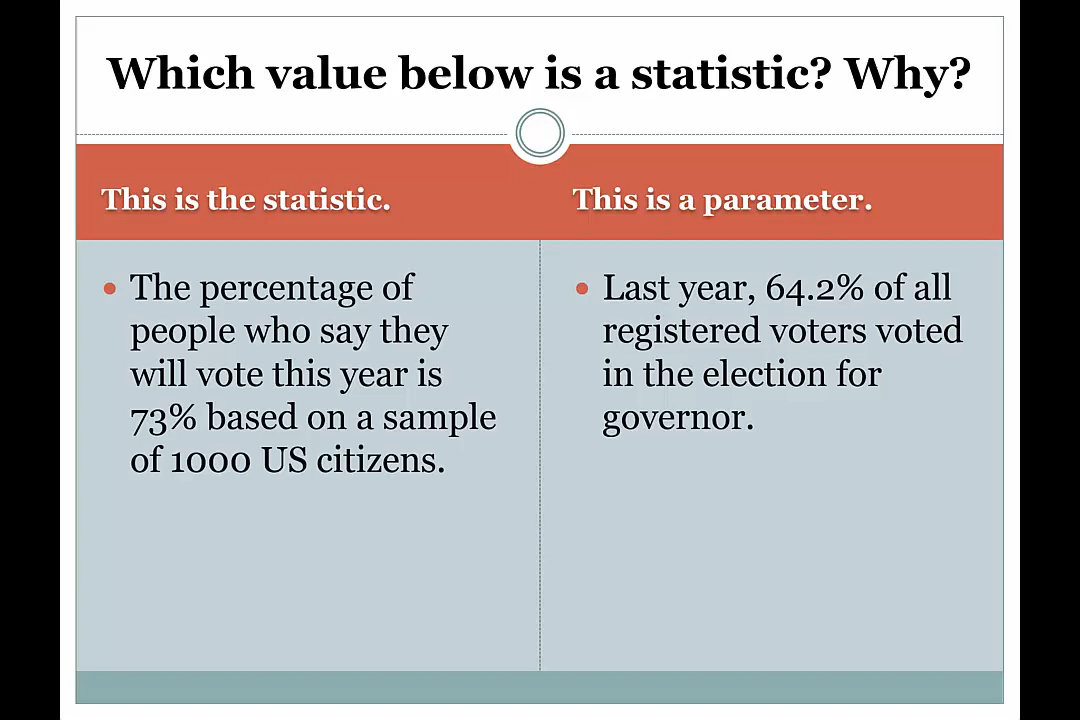 Which value below is a statistic? Why?
This is the statistic.
• The percentage of
people who say they
will vote this year is
73% based on a sample
of 1000 US citizens.
This is a parameter.
• Last year, 64.2% of all
registered voters voted
in the election for
governor.